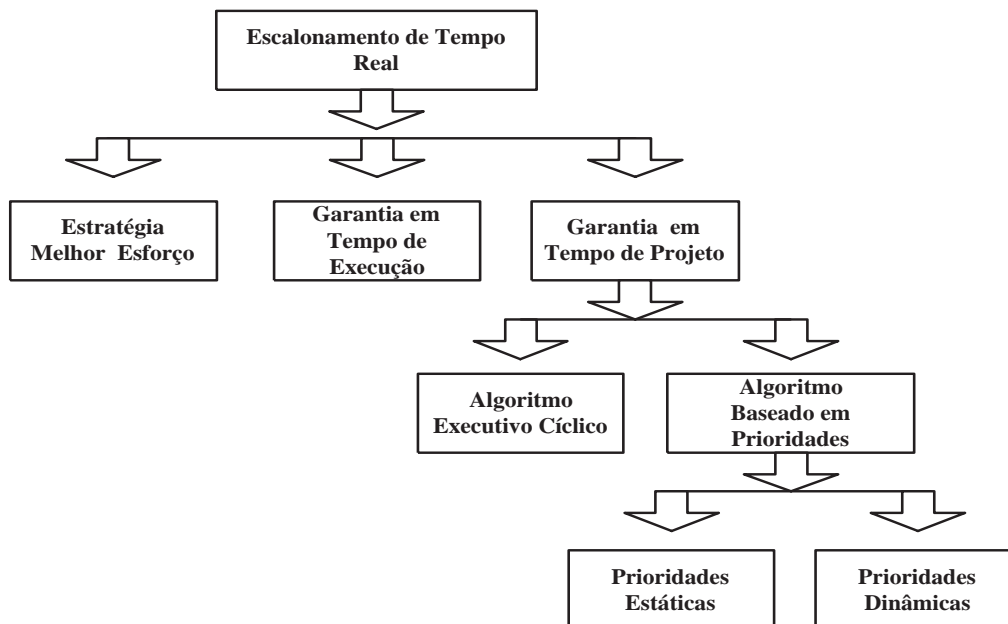 Escalonamento de Tempo
Real
Estratégia
Melhor Esforço
Garantia em
Tempo de
Execução
Garantia em
Tempo de Projeto
Algoritmo
Executivo Cíclico
Algoritmo
Baseado em
Prioridades
Prioridades
Estáticas
Prioridades
Dinâmicas